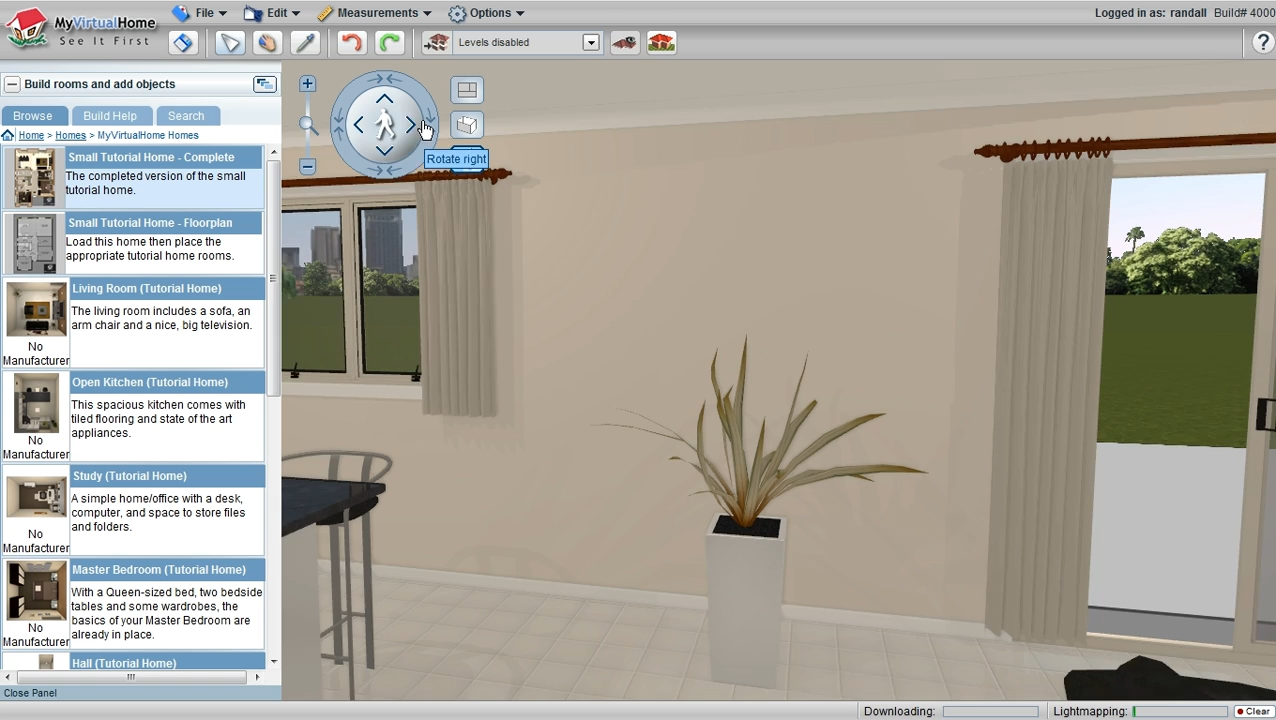 MyVirtualHome
See It First
File
Edit
Measurements
Options
Logged in as: randall Build# 4000
Levels disabled
?
Build rooms and add objects
Browse
Build Help
Search
Home > Homes > MyVirtualHome Homes
Small Tutorial Home - Complete
The completed version of the small
tutorial home.
Small Tutorial Home - Floorplan
Load this home then place the
appropriate tutorial home rooms.
Living Room (Tutorial Home)
The living room includes a sofa, an
arm chair and a nice, big television.
No
Manufacturer
Open Kitchen (Tutorial Home)
This spacious kitchen comes with
tiled flooring and state of the art
appliances.
No
Manufacturer
Study (Tutorial Home)
A simple home/office with a desk,
computer, and space to store files
and folders.
No
Manufacturer
Master Bedroom (Tutorial Home)
With a Queen-sized bed, two bedside
tables and some wardrobes, the
basics of your Master Bedroom are
already in place.
No
Manufacturer
Hall (Tutorial Home)
Close Panel
Rotate right
Downloading:
Lightmapping:
Clear